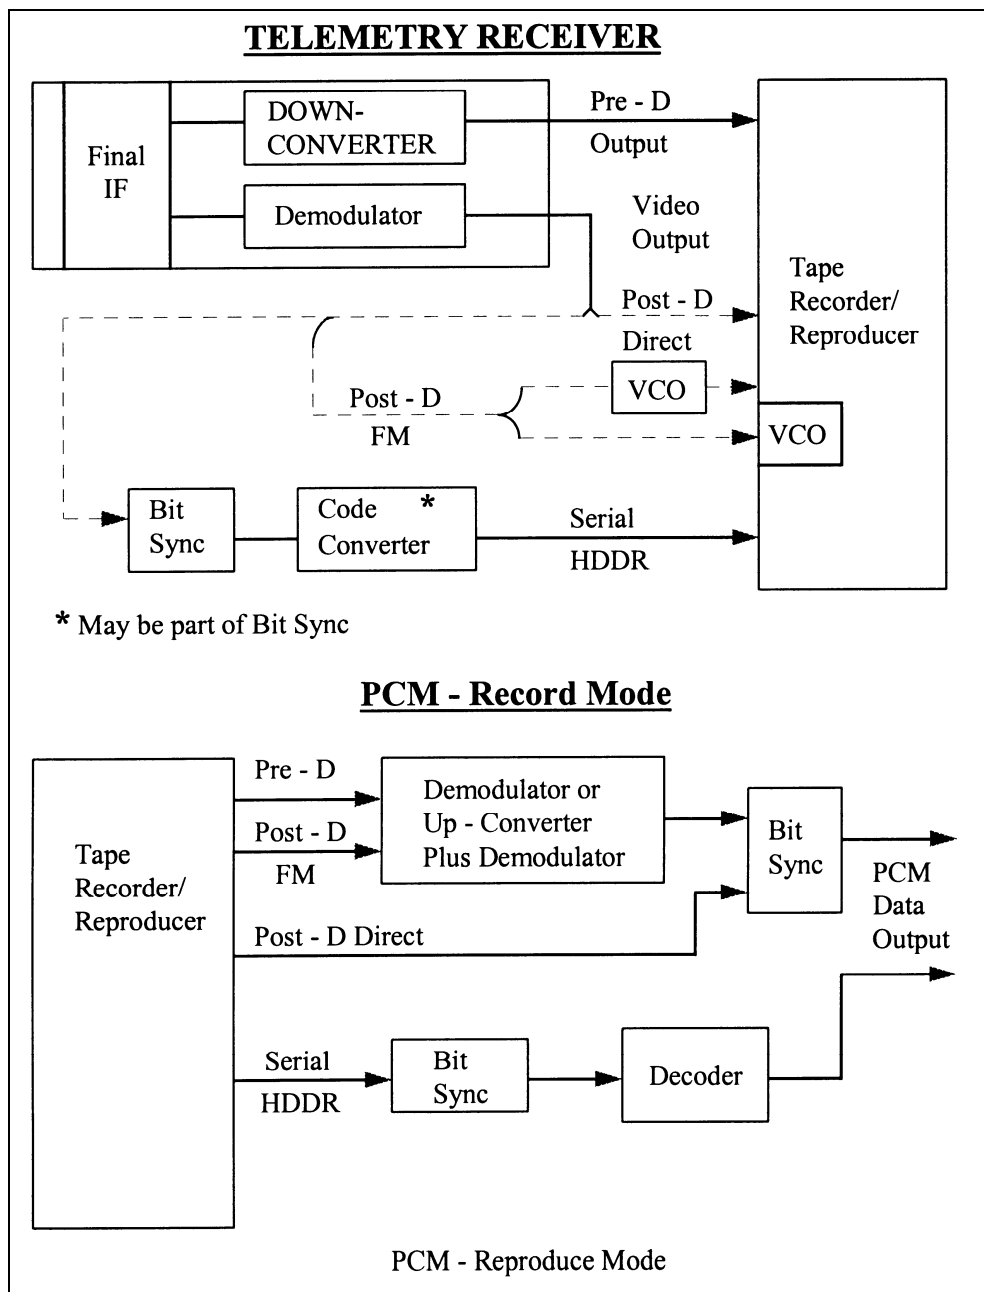 TELEMETRY RECEIVER
Final
IF
DOWN-
CONVERTER
Demodulator
Pre - D
Output
Video
Output
Post - D
Direct
Tape
Recorder/
Reproducer
Post - D
FM
VCO
VCO
Bit
Sync
Code *
Converter
Serial
HDDR
* May be part of Bit Sync
PCM - Record Mode
Tape
Recorder/
Reproducer
Pre - D
Post - D
FM
Demodulator or
Up - Converter
Plus Demodulator
Bit
Sync
PCM
Data
Output
Post - D Direct
Serial
HDDR
Bit
Sync
Decoder
PCM - Reproduce Mode